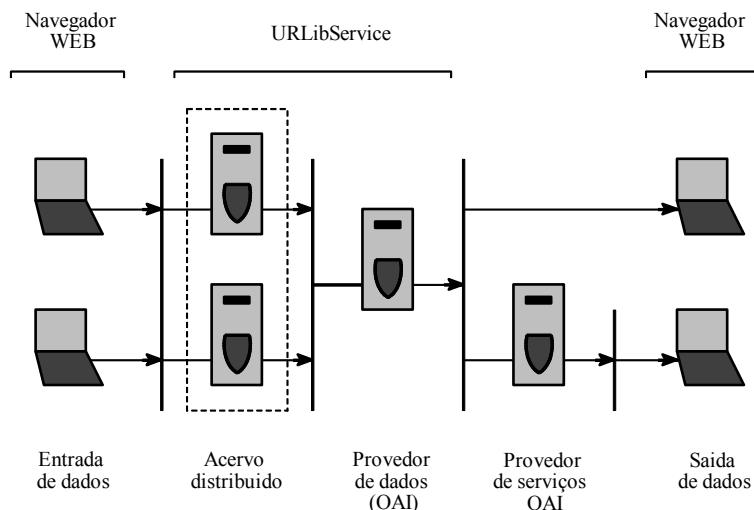 Navegador
WEB
URLibService
Navegador
WEB
Entrada
de dados
Acervo
distribuido
Provedor
de dados
(OAI)
Provedor
de serviços
OAI
Saida
de dados